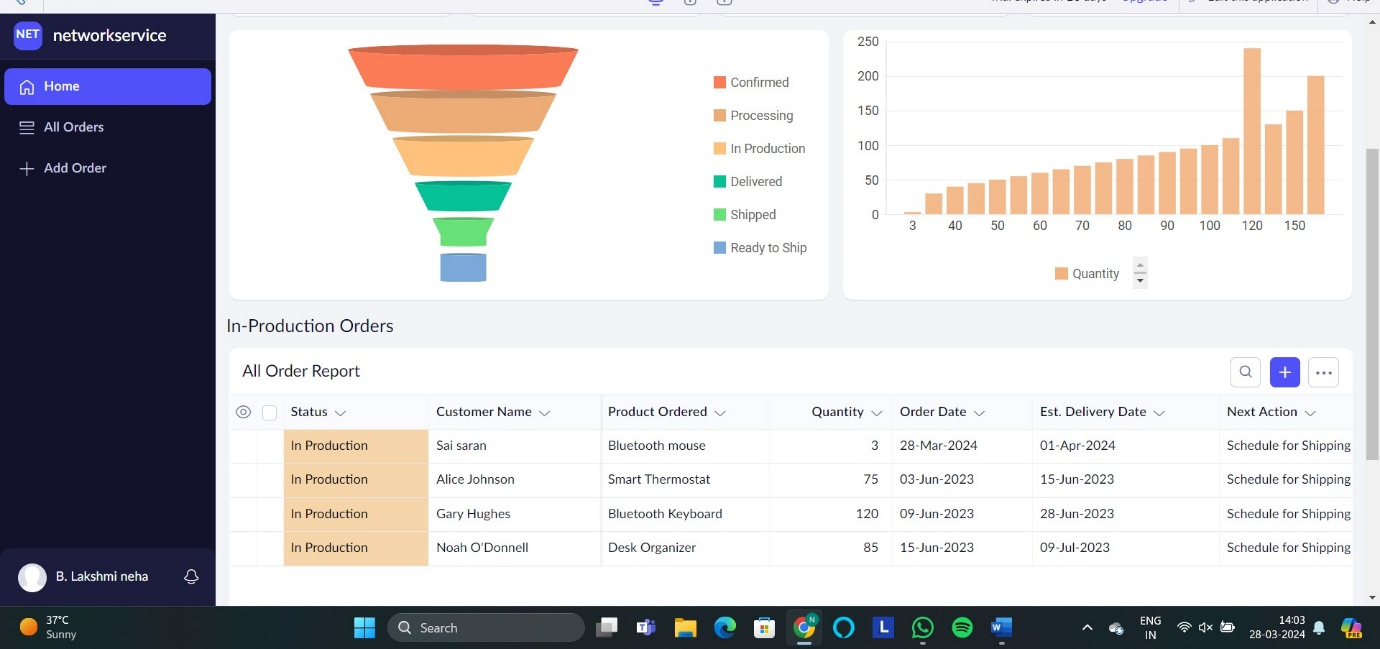 Upgrade
NET networkservice
Home
All Orders
Add Order
Confirmed
Processing
In Production
Delivered
Shipped
Ready to Ship
250
200
150
100
50
0
3 40 50 60 70 80 90 100 120 150
Quantity
In-Production Orders
All Order Report
Status Customer Name Product Ordered Quantity Order Date Est. Delivery Date Next Action
In Production Sai saran Bluetooth mouse 3 28-Mar-2024 01-Apr-2024 Schedule for Shipping
In Production Alice Johnson Smart Thermostat 75 03-Jun-2023 15-Jun-2023 Schedule for Shipping
In Production Gary Hughes Bluetooth Keyboard 120 09-Jun-2023 28-Jun-2023 Schedule for Shipping
In Production Noah O'Donnell Desk Organizer 85 15-Jun-2023 09-Jul-2023 Schedule for Shipping
B. Lakshmi neha
37°C
Sunny
Search
N
L
ENG
IN
14:03
28-03-2024
PRE